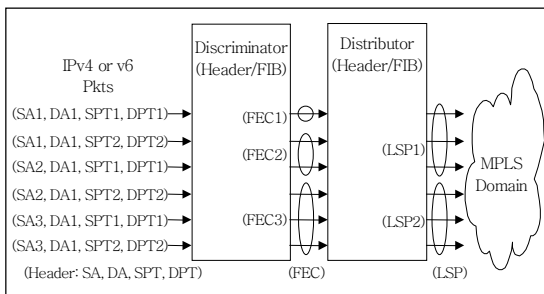 IPv4 or v6
Pkts
Discriminator
(Header/FIB)
Distributor
(Header/FIB)
(SA1, DA1, SPT1, DPT1)
(SA1, DA1, SPT2, DPT2)
(SA2, DA1, SPT1, DPT1)
(SA2, DA1, SPT2, DPT2)
(SA3, DA1, SPT1, DPT1)
(SA3, DA1, SPT2, DPT2)
(FEC1)
(FEC2)
(FEC3)
(LSP1)
(LSP2)
MPLS
Domain
(Header: SA, DA, SPT, DPT)
(FEC)
(LSP)